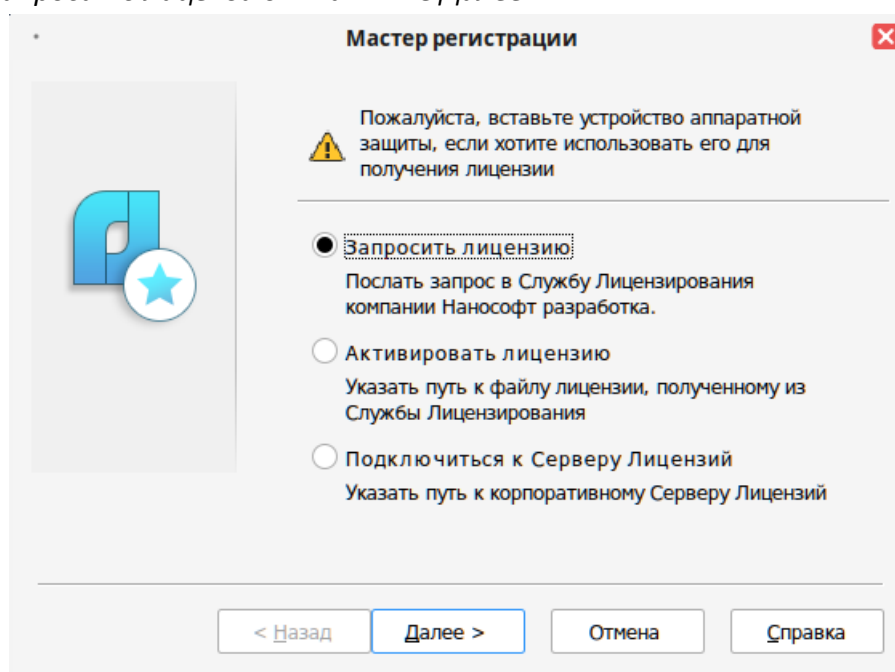 Мастер регистрации
Пожалуйста, вставьте устройство аппаратной
защиты, если хотите использовать его для
получения лицензии
Запросить лицензию
Послать запрос в Службу Лицензирования
компании Нанософт разработка.
Активировать лицензию
Указать путь к файлу лицензии, полученному из
Службы Лицензирования
Подключиться к Серверу Лицензий
Указать путь к корпоративному Серверу Лицензий
< Назад Далее > Отмена Справка